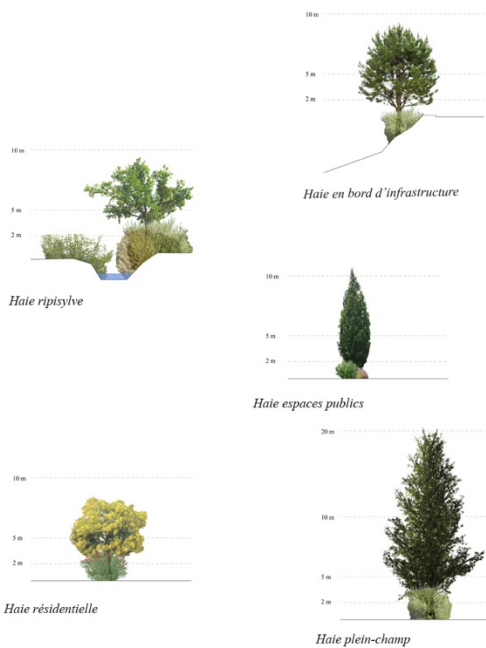 10 m
5 m
2 m
Haie en bord d'infrastructure
10 m
5 m
2 m
Haie ripisylve
10 m
5 m
2 m
Haie espaces publics
20 m
10 m
5 m
2 m
Haie plein-champ
10 m
5 m
2 m
Haie résidentielle